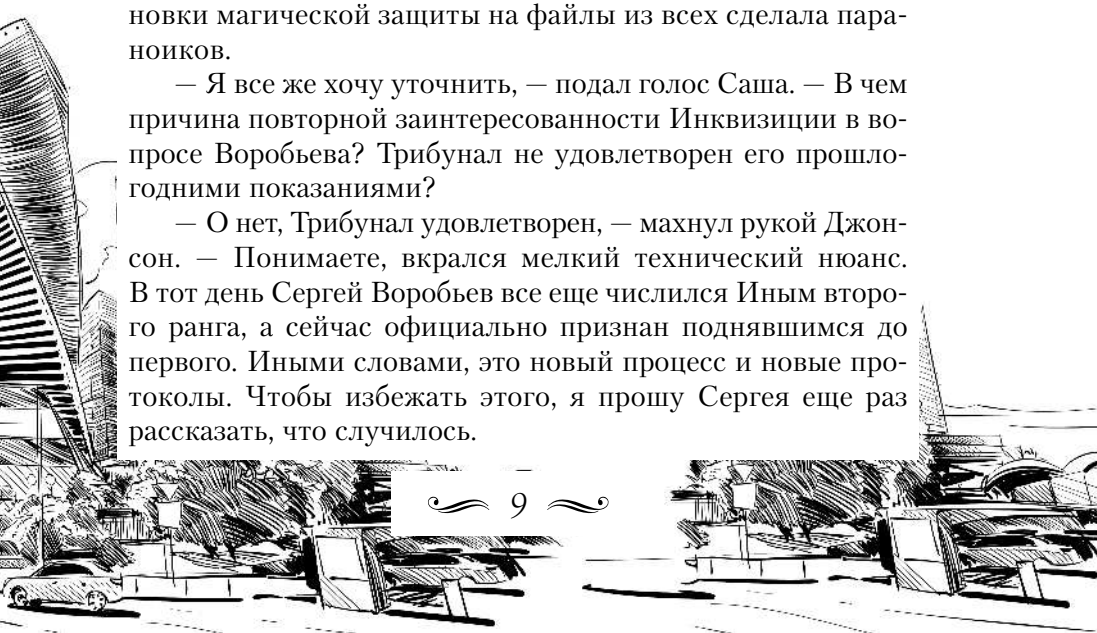 новки магической защиты на файлы из всех сделала пара-
ноиков.
— Я все же хочу уточнить, — подал голос Саша. — В чем
причина повторной заинтересованности Инквизиции в во-
просе Воробьева? Трибунал не удовлетворен его прошло-
годними показаниями?
— О нет, Трибунал удовлетворен, — махнул рукой Джон-
сон. — Понимаете, вкрался мелкий технический нюанс.
В тот день Сергей Воробьев все еще числился Иным второ-
го ранга, а сейчас официально признан поднявшимся до
первого. Иными словами, это новый процесс и новые про-
токолы. Чтобы избежать этого, я прошу Сергея еще раз
рассказать, что случилось.
9